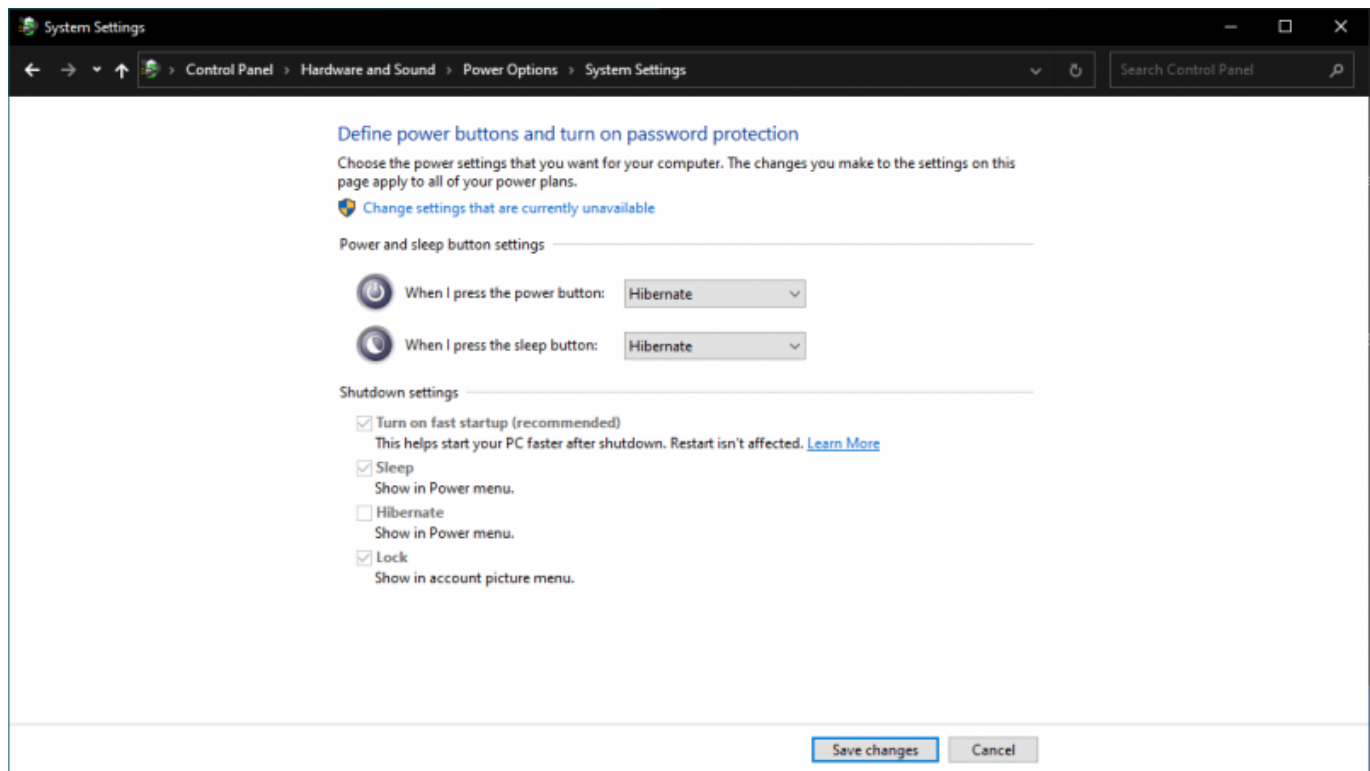 System Settings
Control Panel > Hardware and Sound > Power Options > System Settings
Search Control Panel
Define power buttons and turn on password protection
Choose the power settings that you want for your computer. The changes you make to the settings on this
page apply to all of your power plans.
Change settings that are currently unavailable
Power and sleep button settings
When I press the power button: Hibernate
When I press the sleep button: Hibernate
Shutdown settings
Turn on fast startup (recommended)
This helps start your PC faster after shutdown. Restart isn't affected. Learn More
Sleep
Show in Power menu.
Hibernate
Show in Power menu.
Lock
Show in account picture menu.
Save changes Cancel